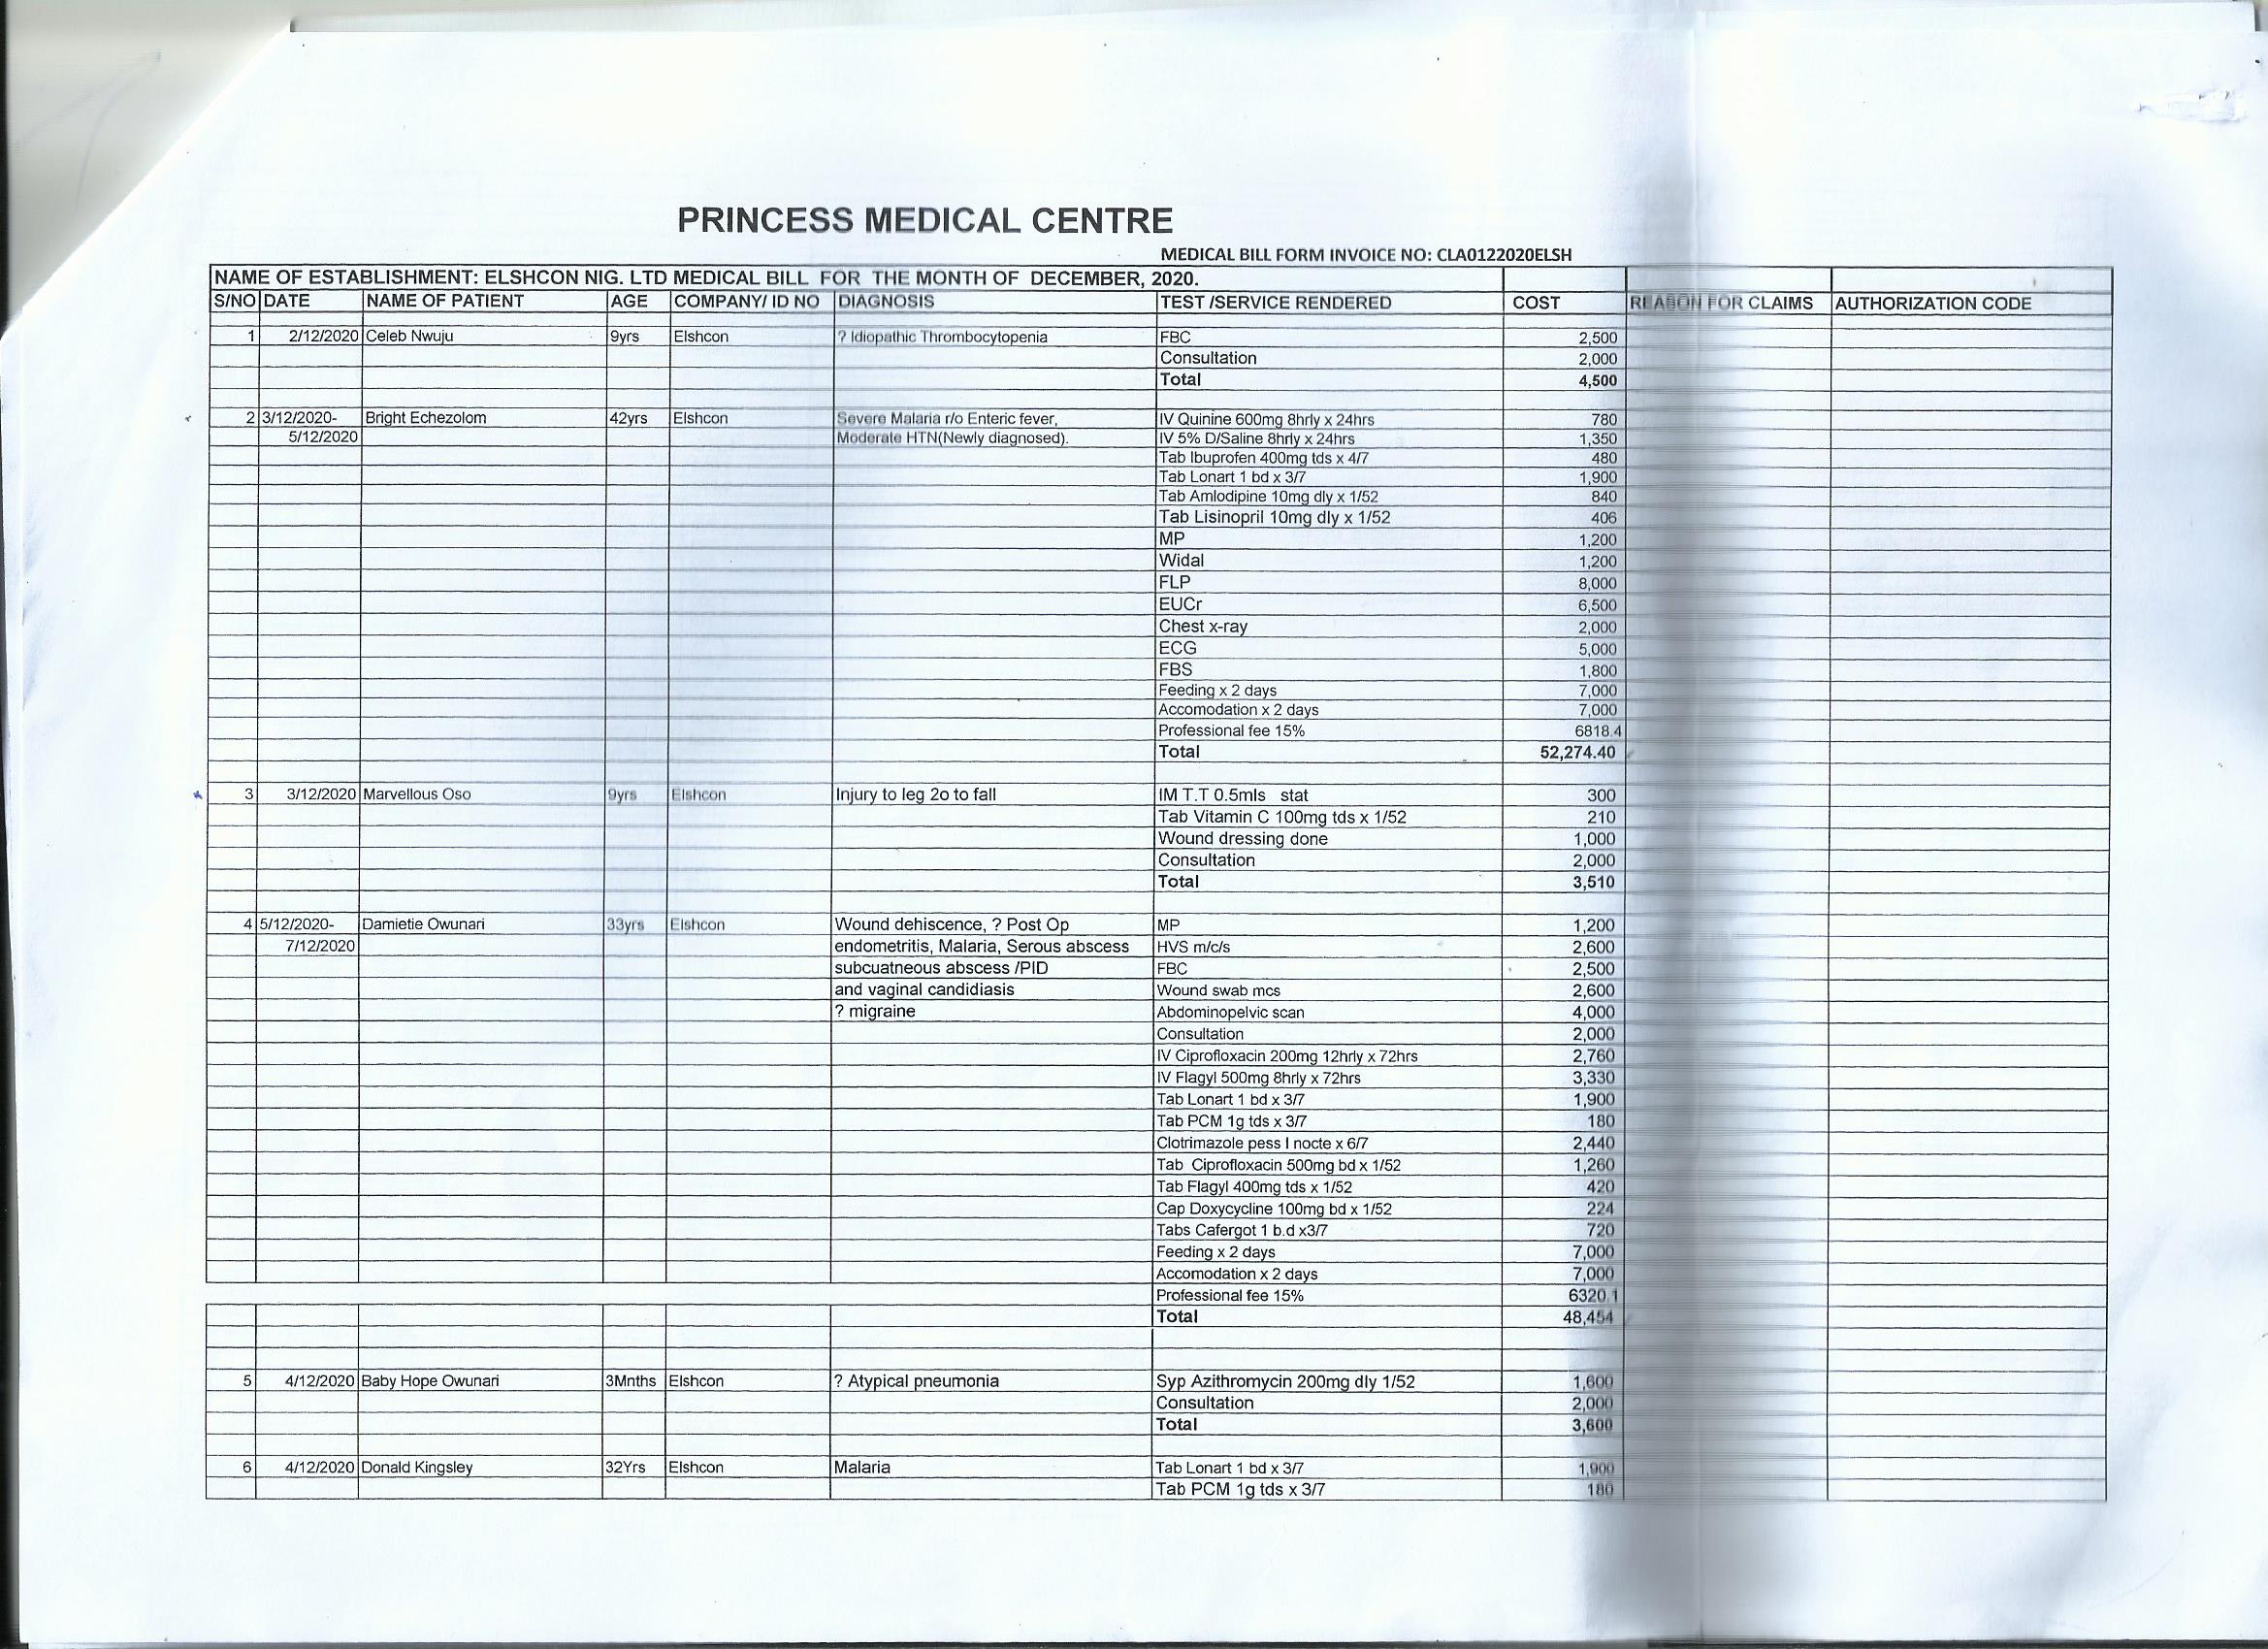 PRINCESS MEDICAL CENTRE
MEDICAL BILL FORM INVOICE NO: CLA0122020ELSH
NAME OF ESTABLISHMENT: ELSHCON NIG. LTD MEDICAL BILL FOR THE MONTH OF DECEMBER, 2020.
S/NO DATE NAME OF PATIENT AGE COMPANY/ ID NO DIAGNOSIS TEST /SERVICE RENDERED COST REASON FOR CLAIMS AUTHORIZATION CODE
1 2/12/2020 Celeb Nwuju 9yrs Elshcon ? Idiopathic Thrombocytopenia FBC 2,500
Consultation 2,000
Total 4,500
2 3/12/2020- Bright Echezolom 42yrs Elshcon Severe Malaria r/o Enteric fever, IV Quinine 600mg 8hrly x 24hrs 780
5/12/2020 Moderate HTN(Newly diagnosed). IV 5% D/Saline 8hrly x 24hrs 1,350
Tab Ibuprofen 400mg tds x 4/7 480
Tab Lonart 1 bd x 3/7 1,900
Tab Amlodipine 10mg dly x 1/52 840
Tab Lisinopril 10mg dly x 1/52 406
MP 1,200
Widal 1,200
FLP 8,000
EUCr 6,500
Chest x-ray 2,000
ECG 5,000
FBS 1,800
Feeding x 2 days 7,000
Accomodation x 2 days 7,000
Professional fee 15% 6818.4
Total 52,274.40
3 3/12/2020 Marvellous Oso 9yrs Elshcon Injury to leg 2o to fall IM T.T 0.5mls stat 300
Tab Vitamin C 100mg tds x 1/52 210
Wound dressing done 1,000
Consultation 2,000
Total 3,510
4 5/12/2020- Damietie Owunari 33yrs Elshcon Wound dehiscence, ? Post Op MP 1,200
7/12/2020 endometritis, Malaria, Serous abscess HVS m/c/s 2,600
subcuatneous abscess /PID FBC 2,500
and vaginal candidiasis Wound swab mcs 2,600
? migraine Abdominopelvic scan 4,000
Consultation 2,000
IV Ciprofloxacin 200mg 12hrly x 72hrs 2,760
IV Flagyl 500mg 8hrly x 72hrs 3,330
Tab Lonart 1 bd x 3/7 1,900
Tab PCM 1g tds x 3/7 180
Clotrimazole pess I nocte x 6/7 2,440
Tab Ciprofloxacin 500mg bd x 1/52 1,260
Tab Flagyl 400mg tds x 1/52 420
Cap Doxycycline 100mg bd x 1/52 224
Tabs Cafergot 1 b.d x3/7 720
Feeding x 2 days 7,000
Accomodation x 2 days 7,000
Professional fee 15% 6320.1
Total 48,454
5 4/12/2020 Baby Hope Owunari 3Mnths Elshcon ? Atypical pneumonia Syp Azithromycin 200mg dly 1/52 1,600
Consultation 2,000
Total 3,600
6 4/12/2020 Donald Kingsley 32Yrs Elshcon Malaria Tab Lonart 1 bd x 3/7 1,900
Tab PCM 1g tds x 3/7 180